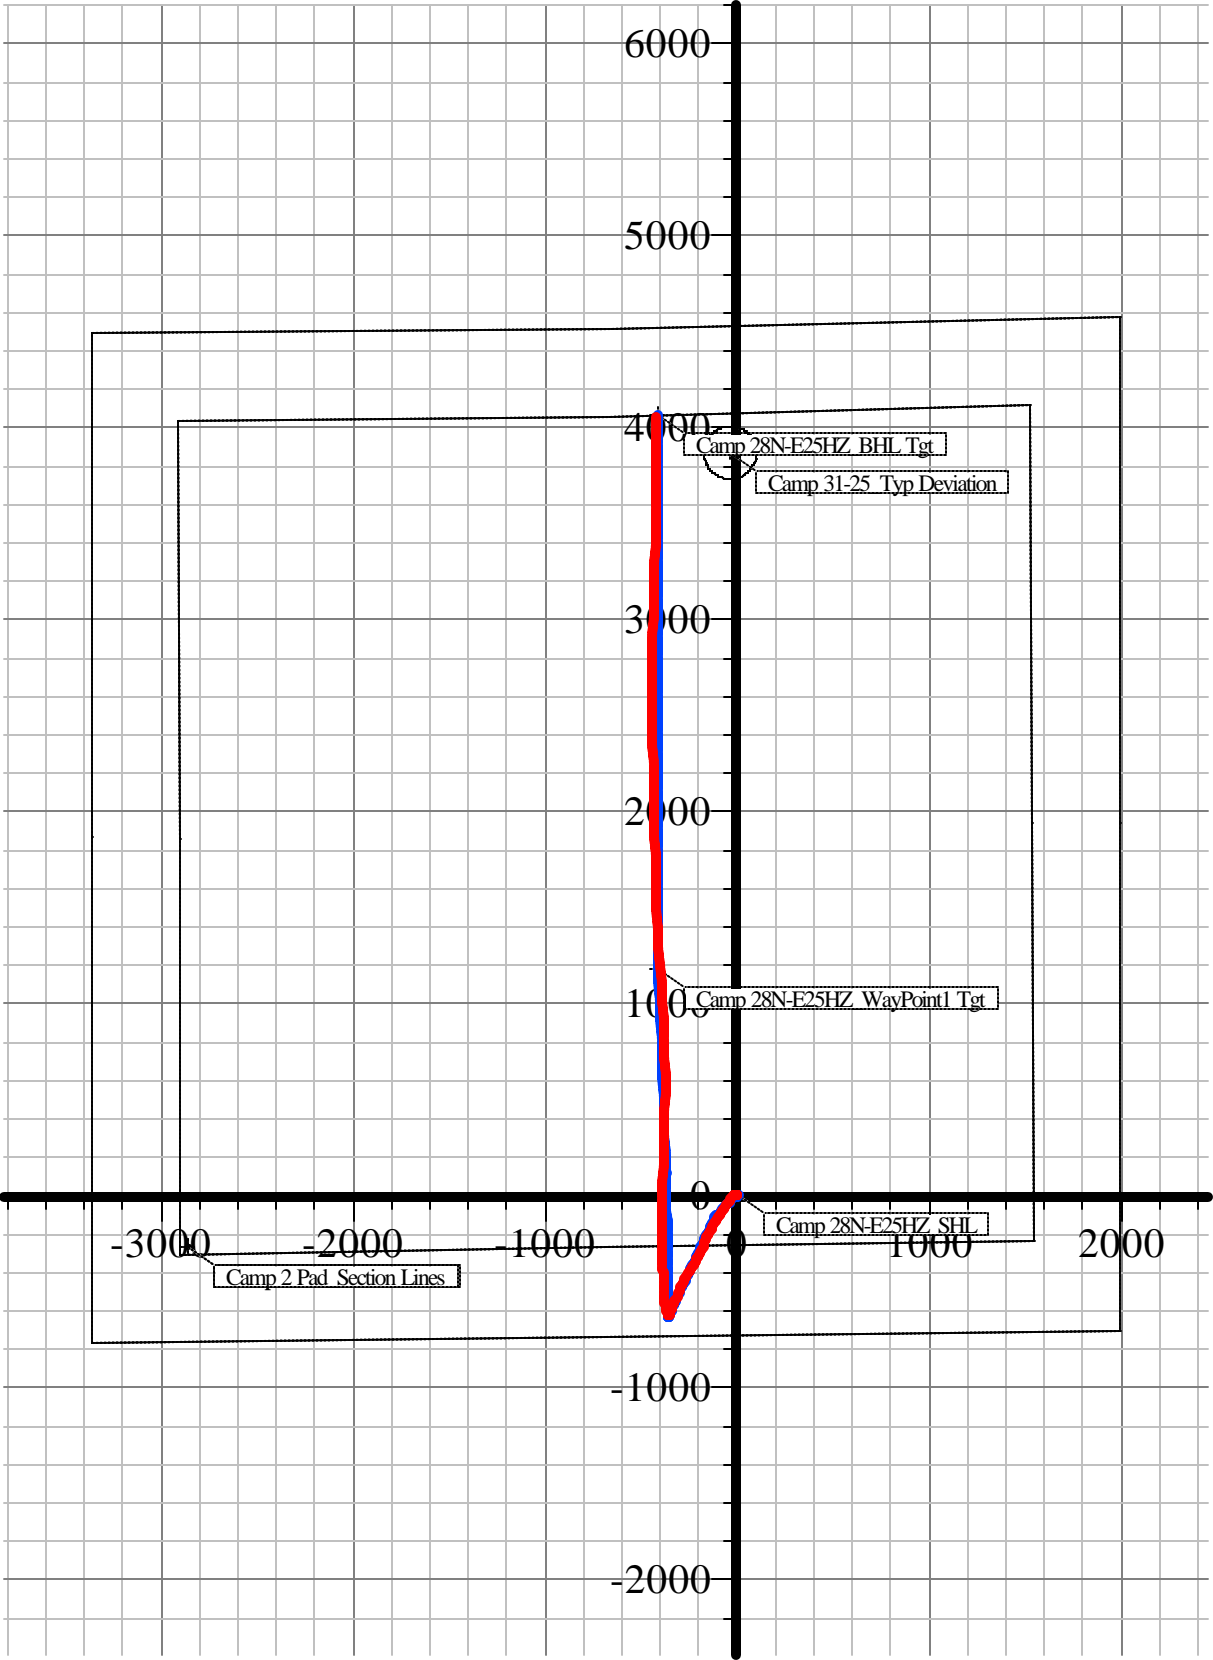 6000
5000
4000
Camp 28N-E25HZ_BHL Tgt
Camp 31-25_Typ Deviation
3000
2000
Camp 28N-E25HZ_WayPoint1 Tgt
1000
0
Camp 28N-E25HZ_SHL
-3000 -2000 -1000 0 1000 2000
Camp 2 Pad_Section Lines
-1000
-2000